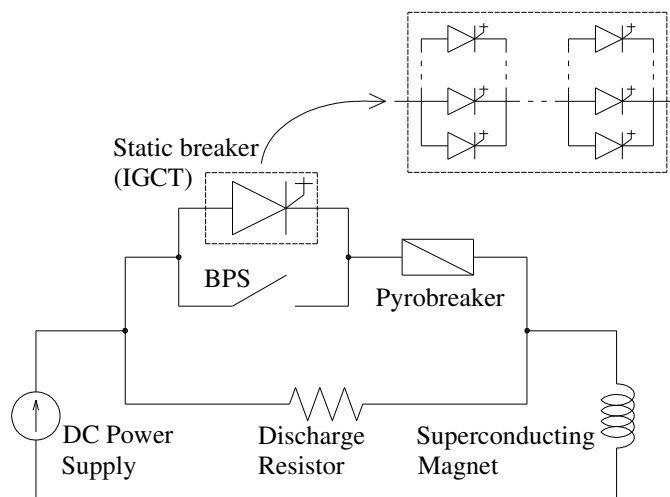 Static breaker
(IGCT)
BPS
Pyrobreaker
DC Power
Supply
Discharge
Resistor
Superconducting
Magnet